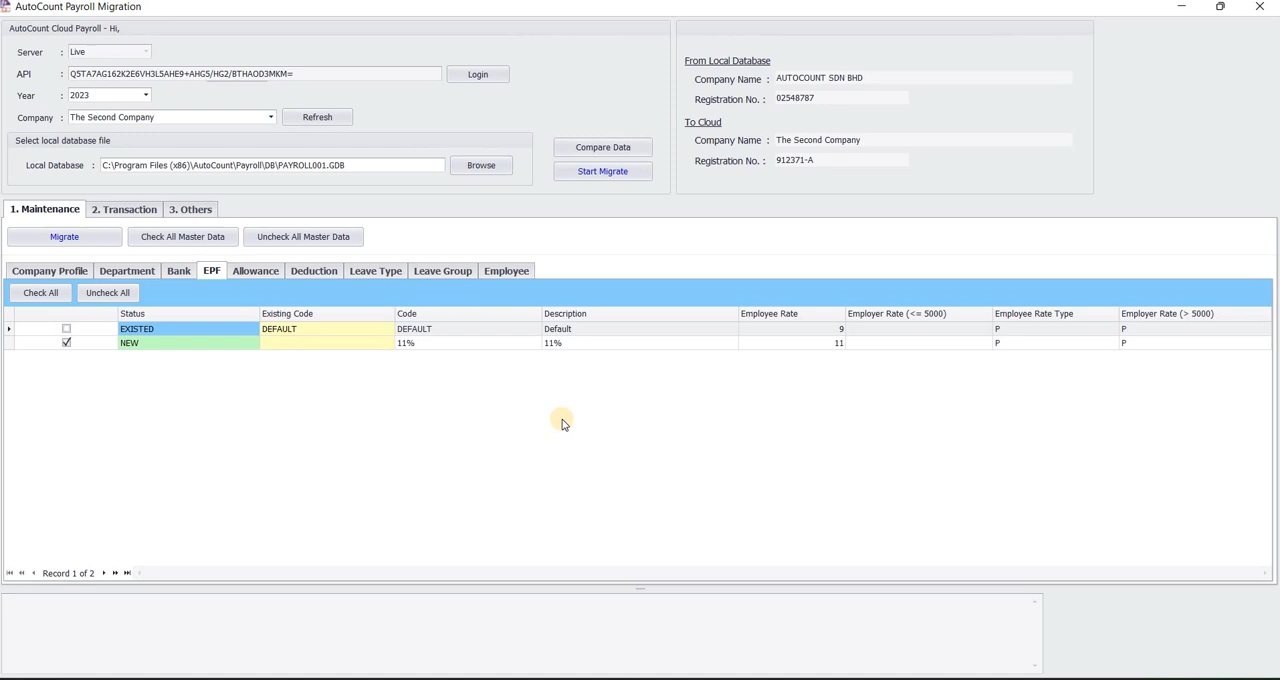 AutoCount Payroll Migration
AutoCount Cloud Payroll - Hi,
Server : Live
API : Q5TA7AG162K2E6VH3L5AHE9+AHG5/HG2/BTHAOD3MKM= Login
Year : 2023
Company : The Second Company Refresh
Select local database file
Local Database : C:\Program Files (x86)\AutoCount\Payroll\DB\PAYROLL001.GDB Browse
Compare Data
Start Migrate
From Local Database
Company Name : AUTOCOUNT SDN BHD
Registration No. : 02548787
To Cloud
Company Name : The Second Company
Registration No. : 912371-A
1. Maintenance 2. Transaction 3. Others
Migrate Check All Master Data Uncheck All Master Data
Company Profile Department Bank EPF Allowance Deduction Leave Type Leave Group Employee
Check All Uncheck All
Status Existing Code Code Description Employee Rate Employer Rate (<= 5000) Employee Rate Type Employer Rate (> 5000)
EXISTED DEFAULT DEFAULT Default 9 P P
NEW 11% 11% 11 P P
Record 1 of 2